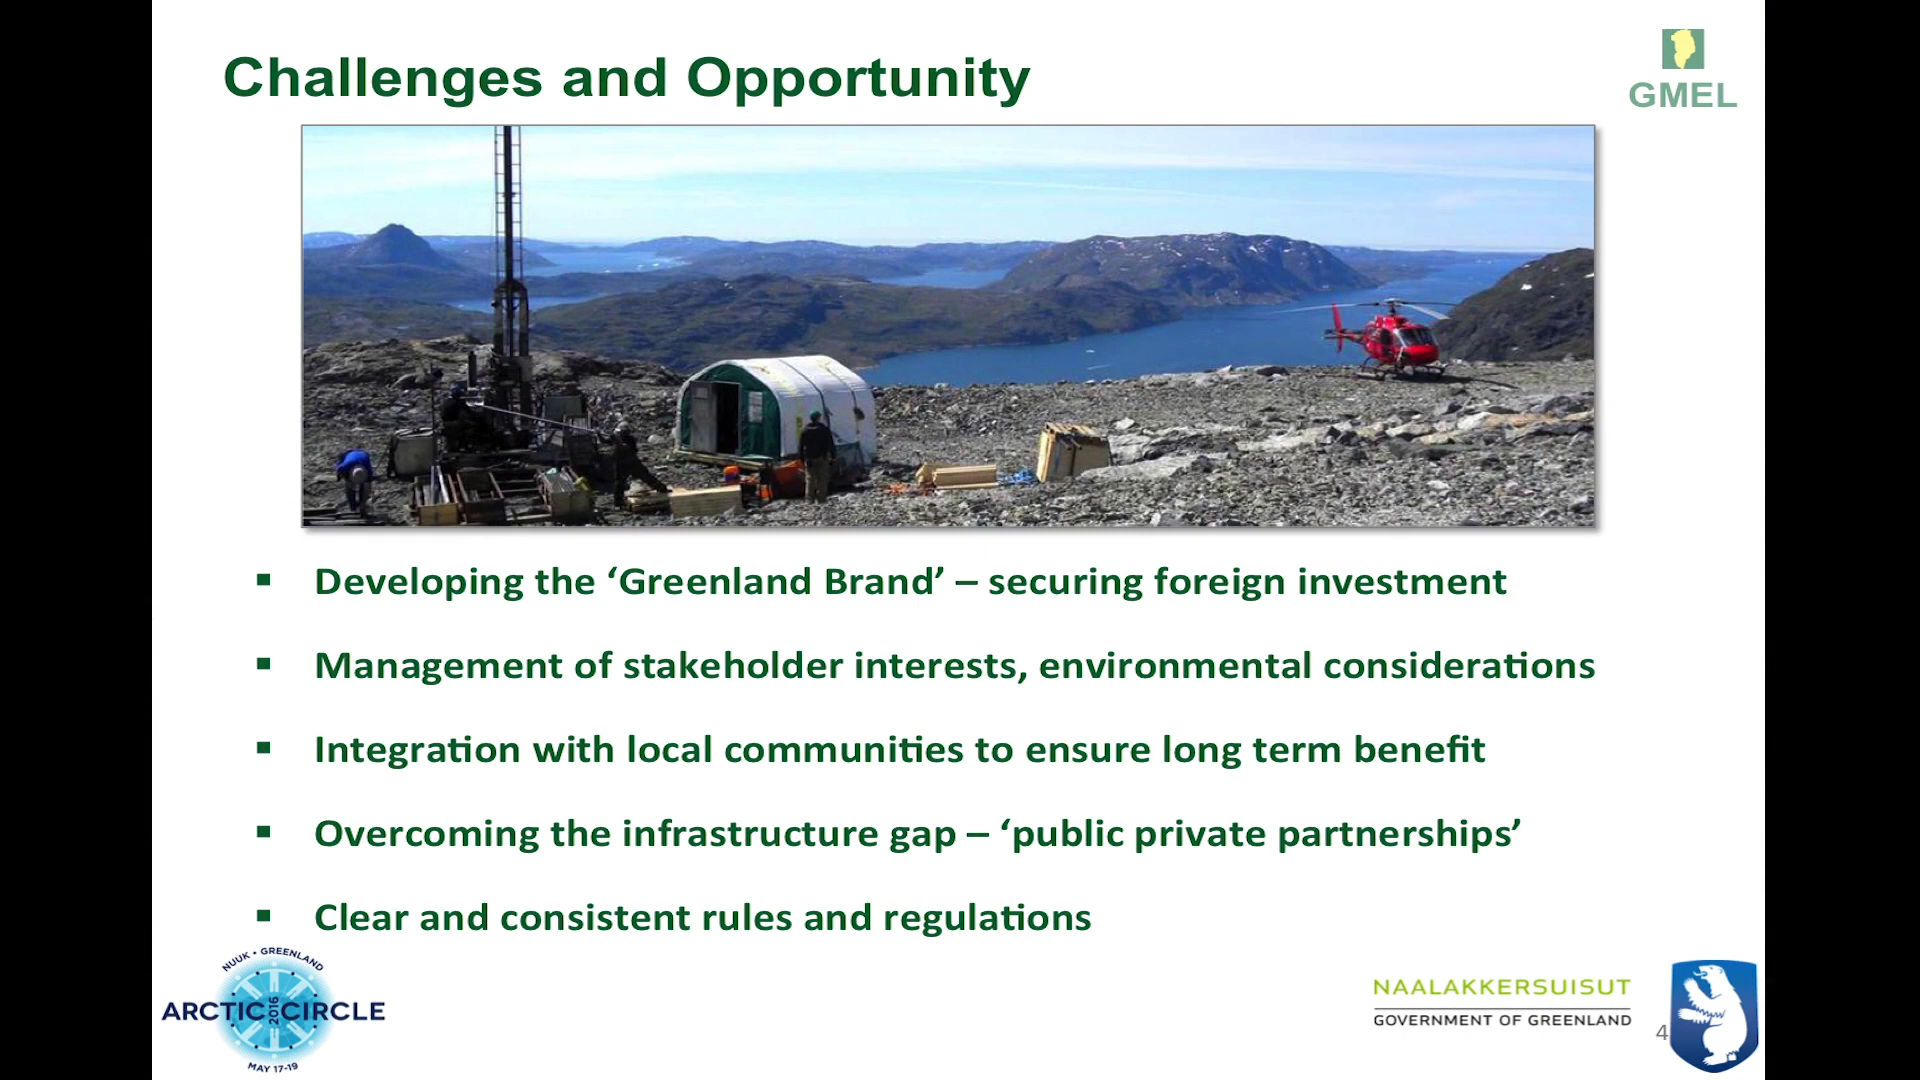 Challenges and Opportunity
GMEL
▪ Developing the ‘Greenland Brand’ – securing foreign investment
▪ Management of stakeholder interests, environmental considerations
▪ Integration with local communities to ensure long term benefit
▪ Overcoming the infrastructure gap – ‘public private partnerships’
▪ Clear and consistent rules and regulations
NUUK • GREENLAND
ARCTIC 2016 CIRCLE
MAY 17-19
NAALAKKERSUISUT
GOVERNMENT OF GREENLAND
4